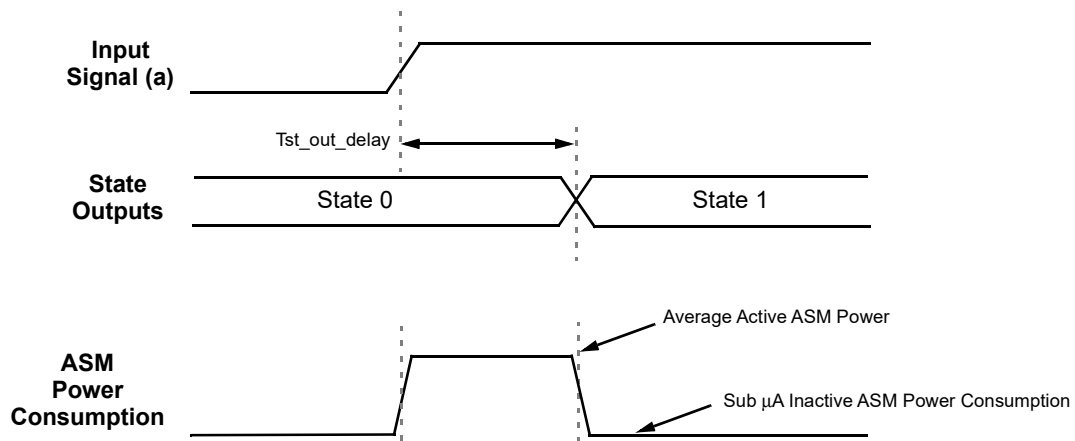 Input
Signal (a)
Tst_out_delay
State
Outputs
State 0
State 1
Average Active ASM Power
ASM
Power
Consumption
Sub μA Inactive ASM Power Consumption